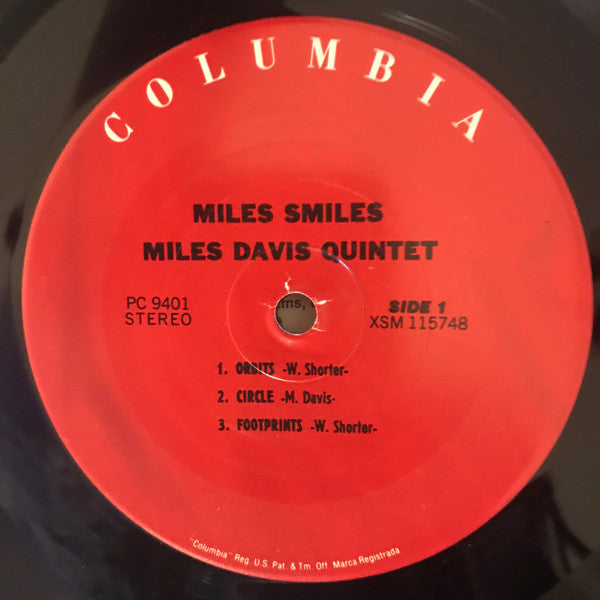 COLUMBIA
MILES SMILES
MILES DAVIS QUINTET
PC 9401
STEREO
SIDE 1
XSM 115748
1. ORBITS -W. Shorter-
2. CIRCLE -M. Davis-
3. FOOTPRINTS -W. Shorter-
"Columbia" Reg. U.S. Pat. & Tm. Off. Marca Registrada